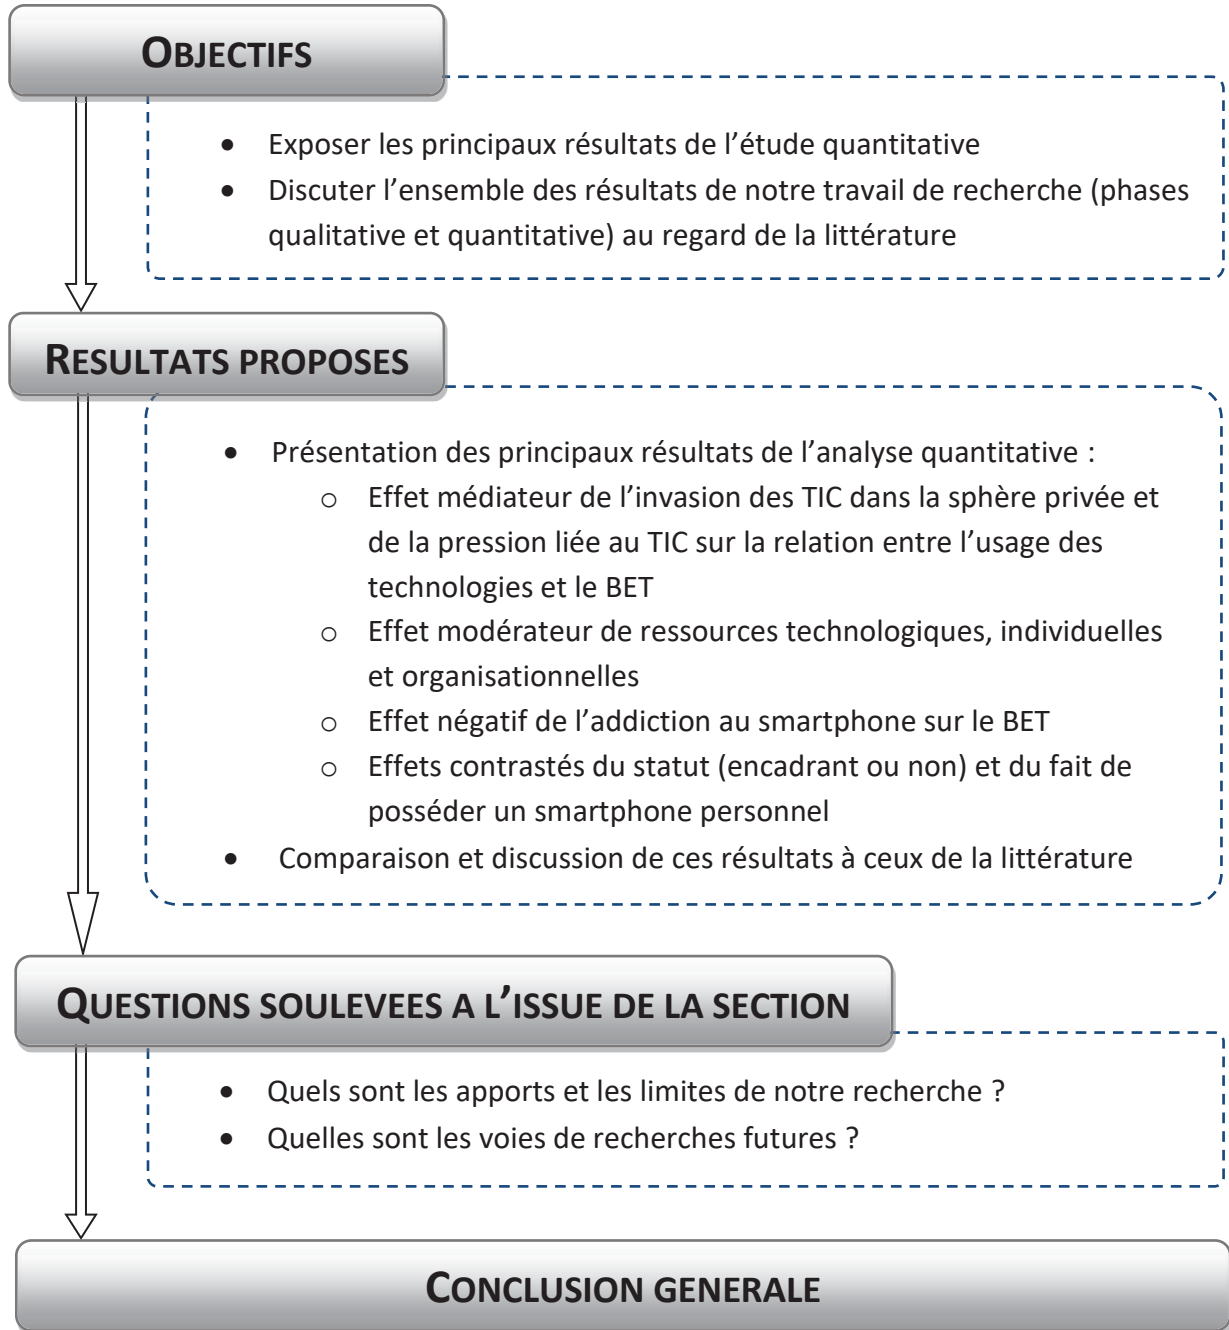 OBJECTIFS
• Exposer les principaux résultats de l’étude quantitative
• Discuter l’ensemble des résultats de notre travail de recherche (phases
qualitative et quantitative) au regard de la littérature
RESULTATS PROPOSES
• Présentation des principaux résultats de l’analyse quantitative :
o Effet médiateur de l’invasion des TIC dans la sphère privée et
de la pression liée au TIC sur la relation entre l’usage des
technologies et le BET
o Effet modérateur de ressources technologiques, individuelles
et organisationnelles
o Effet négatif de l’addiction au smartphone sur le BET
o Effets contrastés du statut (encadrant ou non) et du fait de
posséder un smartphone personnel
• Comparaison et discussion de ces résultats à ceux de la littérature
QUESTIONS SOULEVEES A L’ISSUE DE LA SECTION
• Quels sont les apports et les limites de notre recherche ?
• Quelles sont les voies de recherches futures ?
CONCLUSION GENERALE